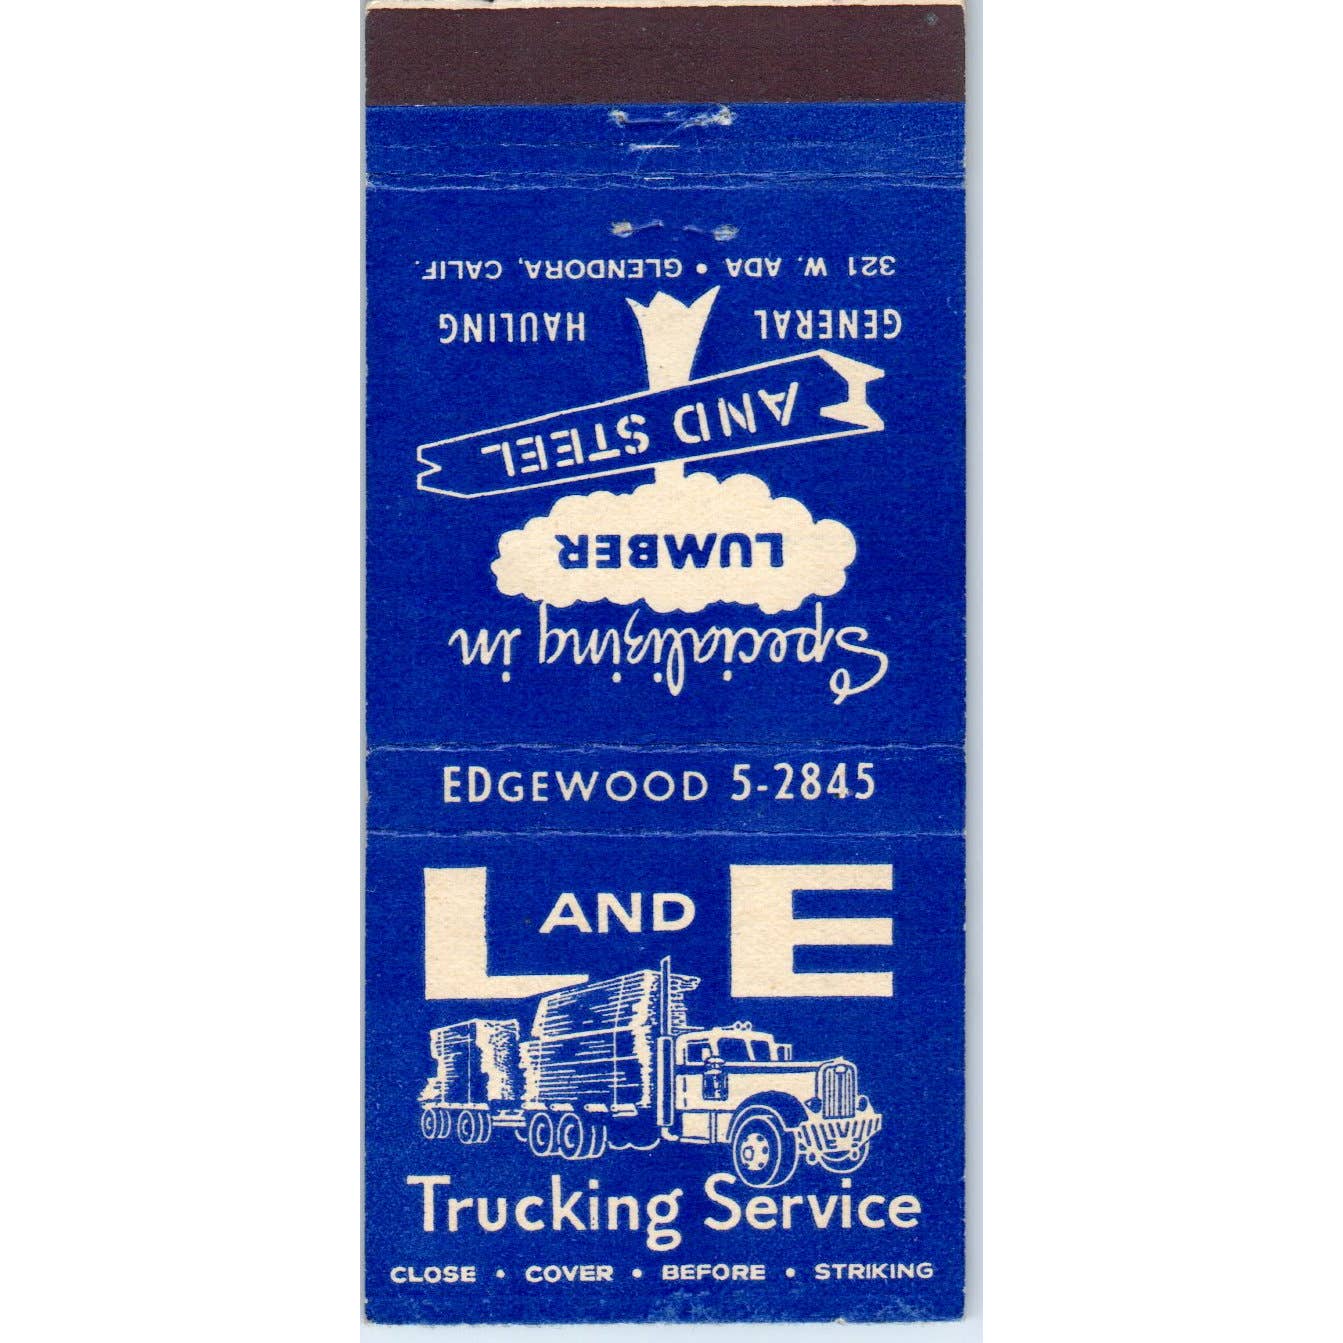 EDGEWOOD 5-2845
L AND E
Trucking Service
CLOSE • COVER • BEFORE • STRIKING
Specializing in
LUMBER
AND STEEL
GENERAL HAULING
321 W. ADA • GLENDORA, CALIF.